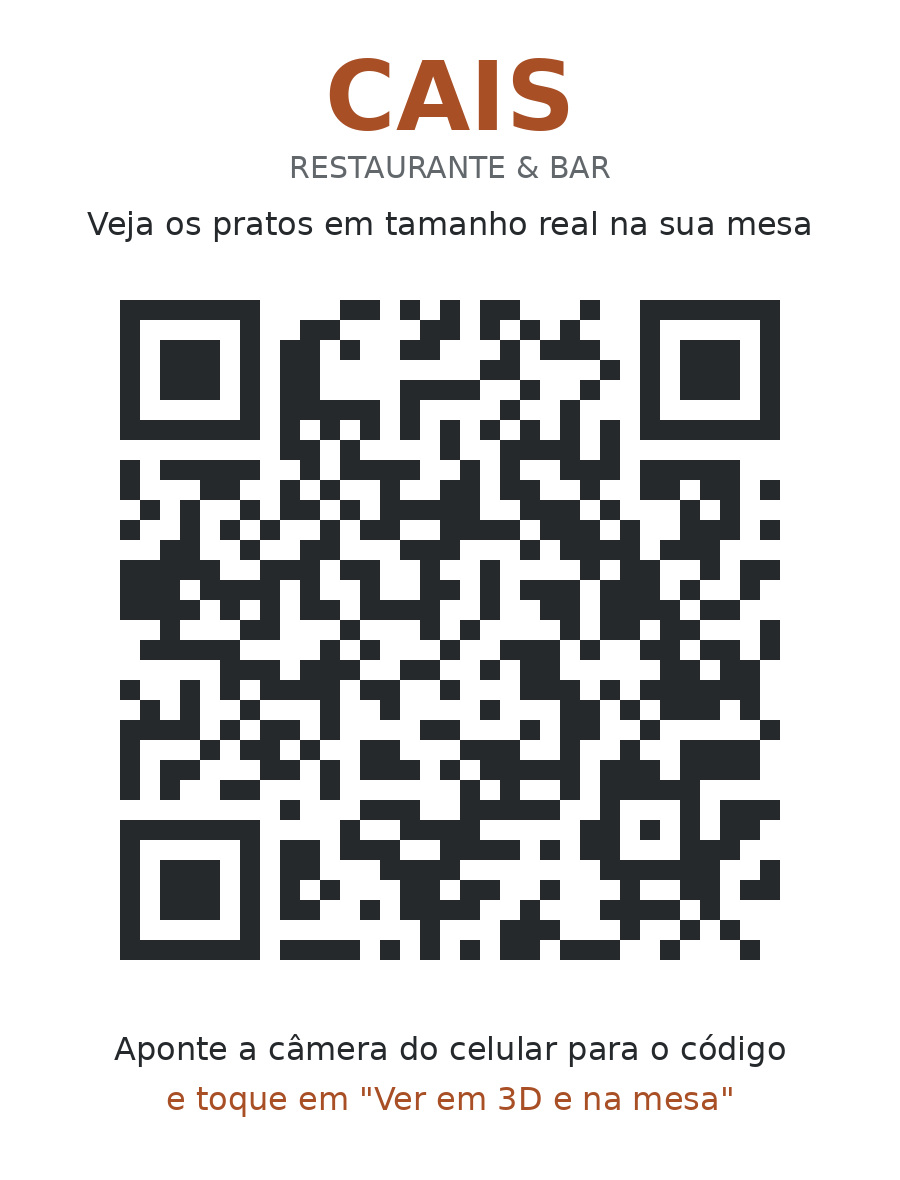 CAIS
RESTAURANTE & BAR
Veja os pratos em tamanho real na sua mesa
Aponte a câmera do celular para o código
e toque em "Ver em 3D e na mesa"